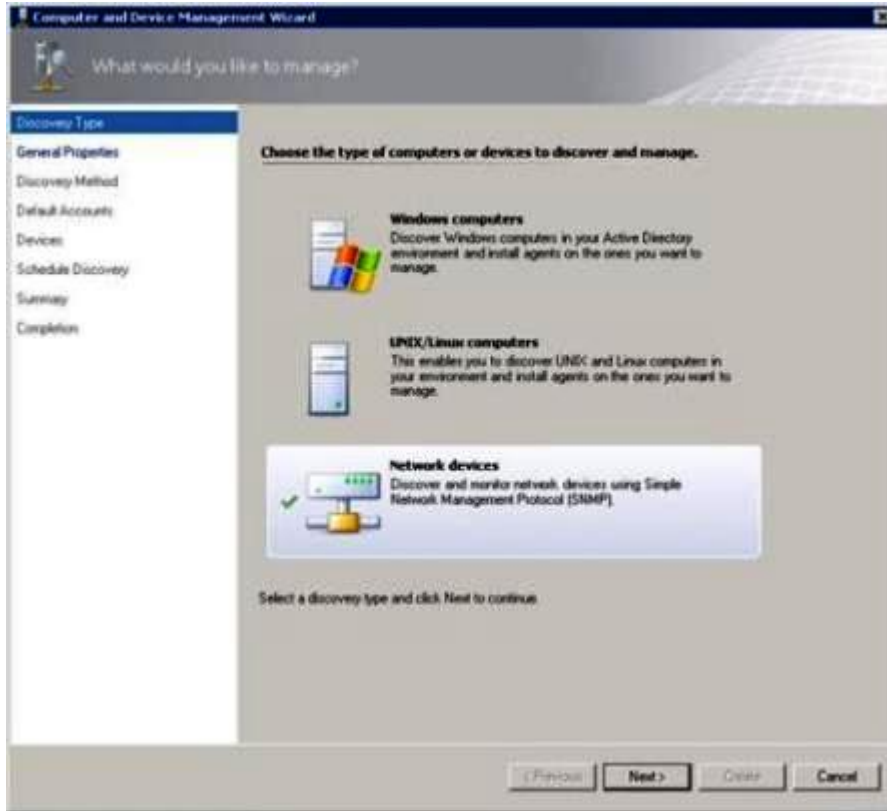 Computer and Device Management Wizard
What would you like to manage?
Discovery Type
General Properties
Discovery Method
Default Accounts
Devices
Schedule Discovery
Summary
Completion
Choose the type of computers or devices to discover and manage.
Windows computers
Discover Windows computers in your Active Directory
environment and install agents on the ones you want to
manage.
UNIX/Linux computers
This enables you to discover UNIX and Linux computers in
your environment and install agents on the ones you want to
manage.
Network devices
Discover and monitor network devices using Simple
Network Management Protocol (SNMP).
Select a discovery type and click Next to continue
< Previous
Next >
Create
Cancel